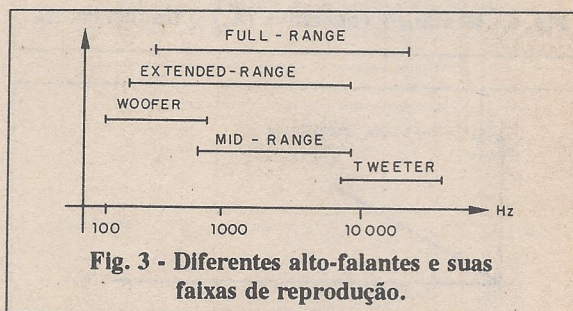 FULL-RANGE
EXTENDED-RANGE
WOOFER
MID-RANGE
TWEETER
Hz
100 1000 10 000
Fig. 3 - Diferentes alto-falantes e suas
faixas de reprodução.